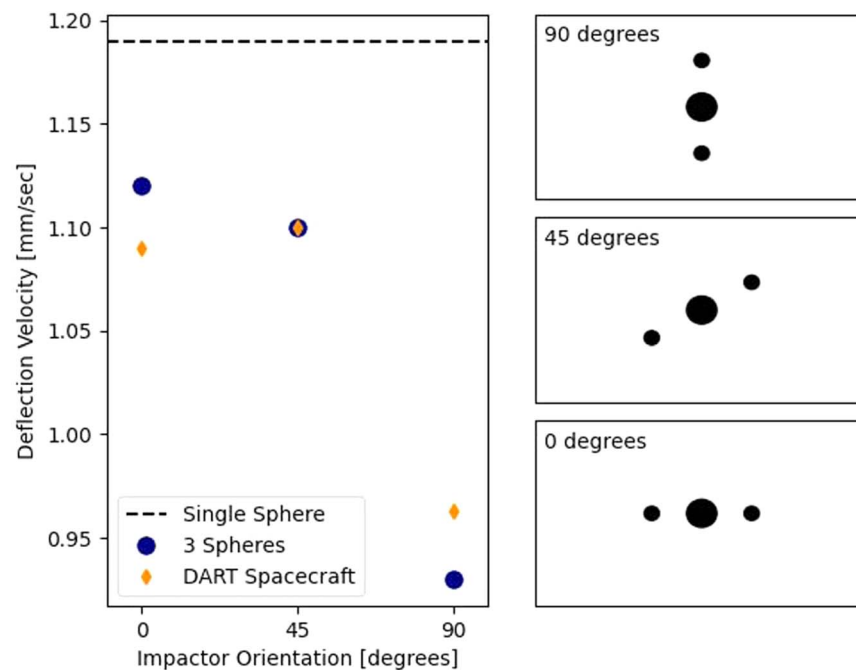 1.20
1.15
1.10
1.05
1.00
0.95
Deflection Velocity [mm/sec]
Single Sphere
3 Spheres
DART Spacecraft
0 45 90
Impactor Orientation [degrees]
90 degrees
45 degrees
0 degrees